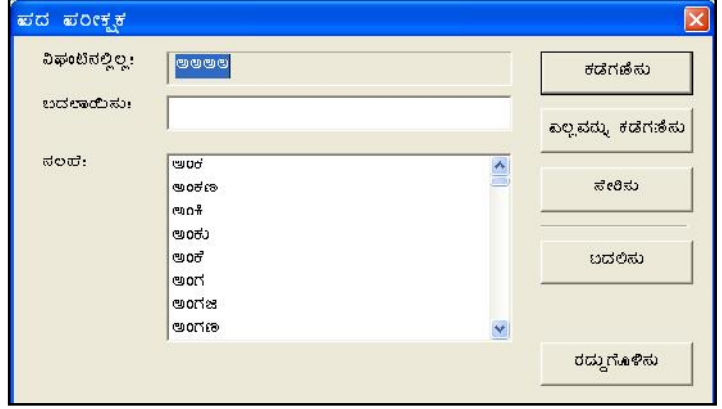 ಪದ ಪರೀಕ್ಷಕ
ನಿಘಂಟಿನಲ್ಲಿಲ್ಲ:
ಅಅಅಅ
ಬದಲಾಯಿಸು:
ಸಲಹೆ:
ಅಂಕ
ಅಂಕಣ
ಅಂಕಿ
ಅಂಕು
ಅಂಕೆ
ಅಂಗ
ಅಂಗಜ
ಅಂಗಣ
ಕಡೆಗಣಿಸು
ಎಲ್ಲವನ್ನು ಕಡೆಗಣಿಸು
ಸೇರಿಸು
ಬದಲಿಸು
ರದ್ದುಗೊಳಿಸು